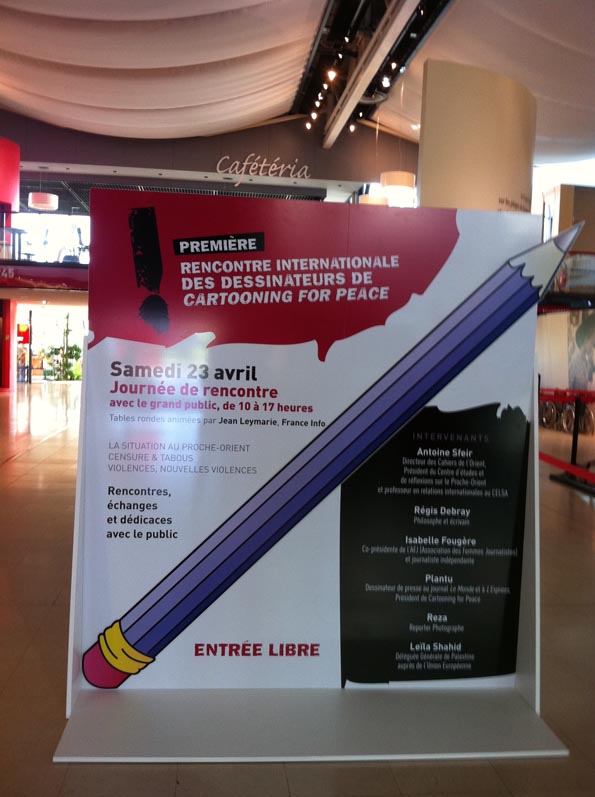 Cafétéria
PREMIÈRE
RENCONTRE INTERNATIONALE
DES DESSINATEURS DE
CARTOONING FOR PEACE
45
Samedi 23 avril
Journée de rencontre
avec le grand public, de 10 à 17 heures
Tables rondes animées par Jean Leymarie, France Info
LA SITUATION AU PROCHE-ORIENT
CENSURE & TABOUS
VIOLENCES, NOUVELLES VIOLENCES
Rencontres,
échanges
et dédicaces
avec le public
ENTRÉE LIBRE
INTERVENANTS
Antoine Sfeir
Directeur des Cahiers de l'Orient,
Président du Centre d'études et
de réflexions sur le Proche-Orient
et professeur en relations internationales au CELSA
Régis Debray
Philosophe et écrivain
Isabelle Fougère
Co-présidente de l'AFJ (Association des Femmes Journalistes)
et journaliste indépendante
Plantu
Dessinateur de presse au journal Le Monde et à L'Express,
Président de Cartooning for Peace
Reza
Reporter Photographe
Leïla Shahid
Déléguée Générale de Palestine
auprès de l'Union Européenne